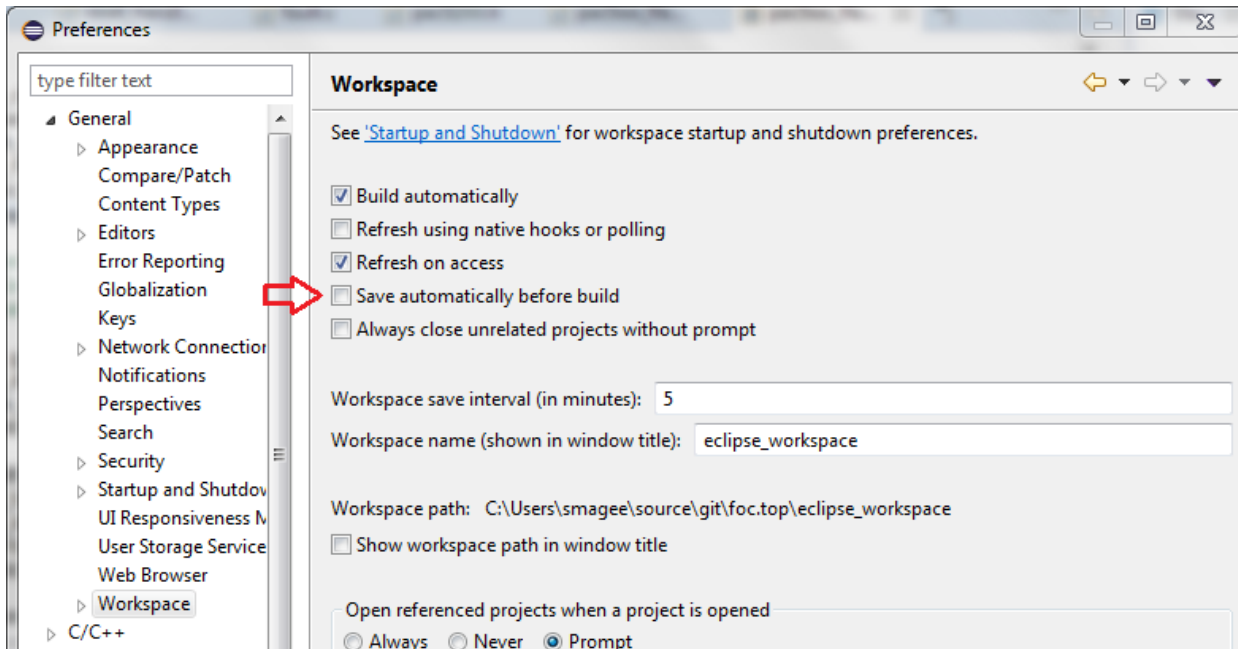 Preferences
type filter text
General
Appearance
Compare/Patch
Content Types
Editors
Error Reporting
Globalization
Keys
Network Connection
Notifications
Perspectives
Search
Security
Startup and Shutdow
UI Responsiveness M
User Storage Service
Web Browser
Workspace
C/C++
Workspace
See 'Startup and Shutdown' for workspace startup and shutdown preferences.
Build automatically
Refresh using native hooks or polling
Refresh on access
Save automatically before build
Always close unrelated projects without prompt
Workspace save interval (in minutes): 5
Workspace name (shown in window title): eclipse_workspace
Workspace path: C:\Users\smagee\source\git\foc.top\eclipse_workspace
Show workspace path in window title
Open referenced projects when a project is opened
Always Never Prompt